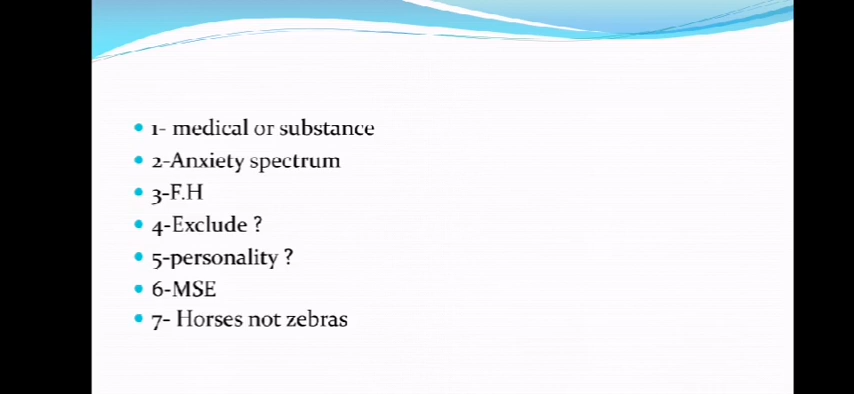 1- medical or substance
2-Anxiety spectrum
3-F.H
4-Exclude ?
5-personality ?
6-MSE
7- Horses not zebras